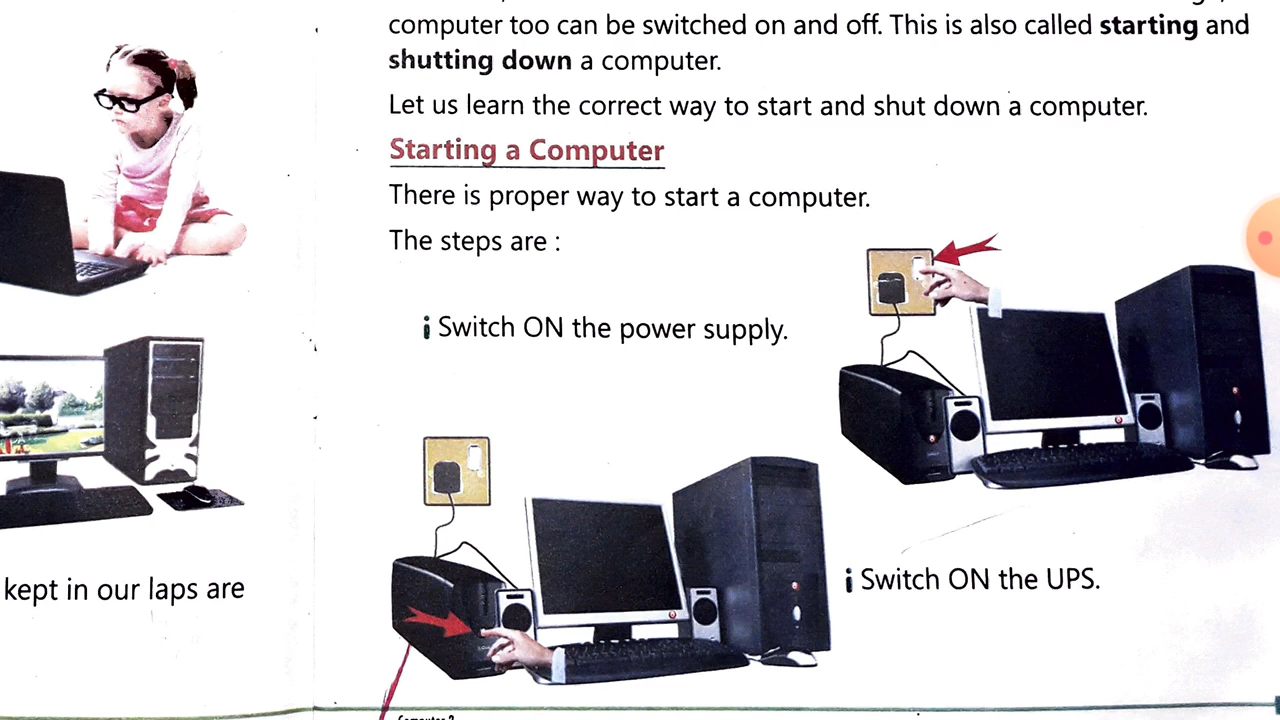 computer too can be switched on and off. This is also called starting and
shutting down a computer.
Let us learn the correct way to start and shut down a computer.
Starting a Computer
There is proper way to start a computer.
The steps are :
i Switch ON the power supply.
i Switch ON the UPS.
kept in our laps are
Computer 2